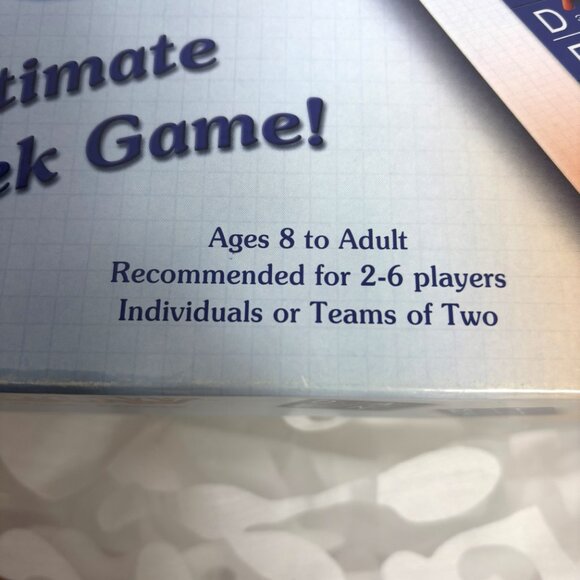 timate
ek Game!
Ages 8 to Adult
Recommended for 2-6 players
Individuals or Teams of Two